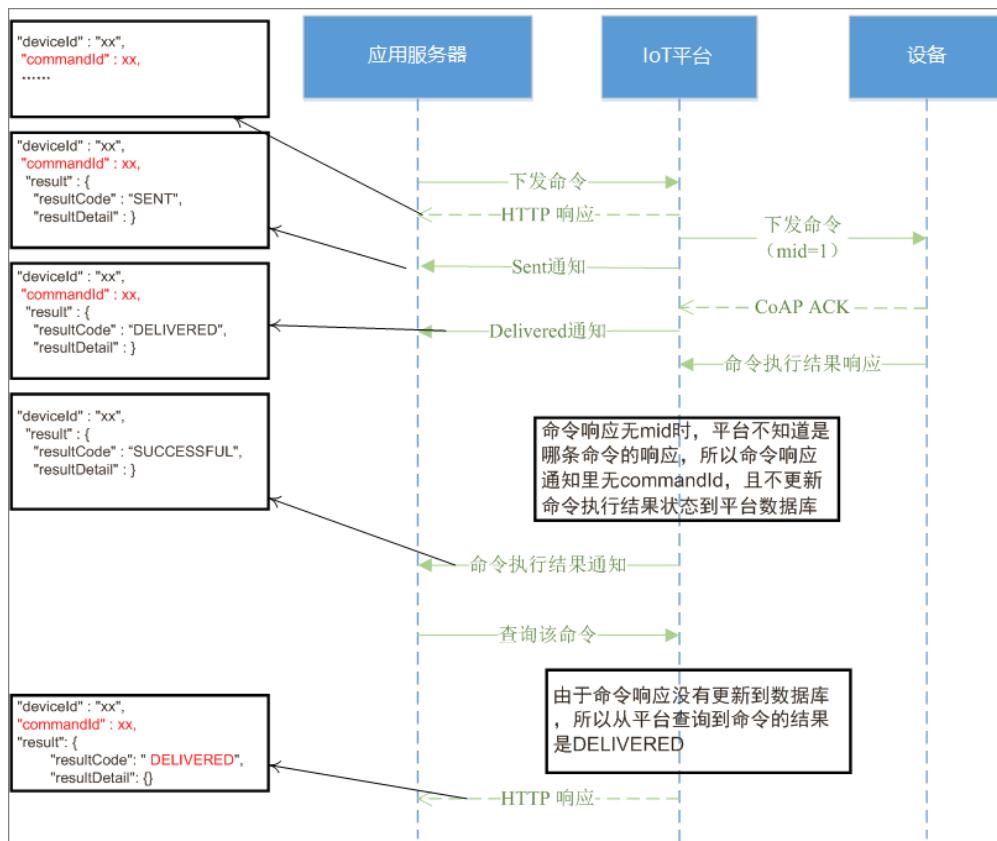 应用服务器
IoT平台
设备
"deviceId" : "xx",
"commandId" : xx,
......
"deviceId" : "xx",
"commandId" : xx,
"result" : {
"resultCode" : “SENT”,
"resultDetail" : }
下发命令
HTTP 响应
下发命令
（mid=1）
Sent通知
"deviceId" : "xx",
"commandId" : xx,
"result" : {
"resultCode" : “DELIVERED”,
"resultDetail" : }
CoAP ACK
Delivered通知
命令执行结果响应
"deviceId" : "xx",
"result" : {
"resultCode" : “SUCCESSFUL”,
"resultDetail" : }
命令响应无mid时，平台不知道是
哪条命令的响应，所以命令响应
通知里无commandId，且不更新
命令执行结果状态到平台数据库
命令执行结果通知
查询该命令
由于命令响应没有更新到数据库
，所以从平台查询到命令的结果
是DELIVERED
"deviceId" : "xx",
"commandId" : xx,
"result": {
"resultCode": " DELIVERED",
"resultDetail": {}
HTTP 响应